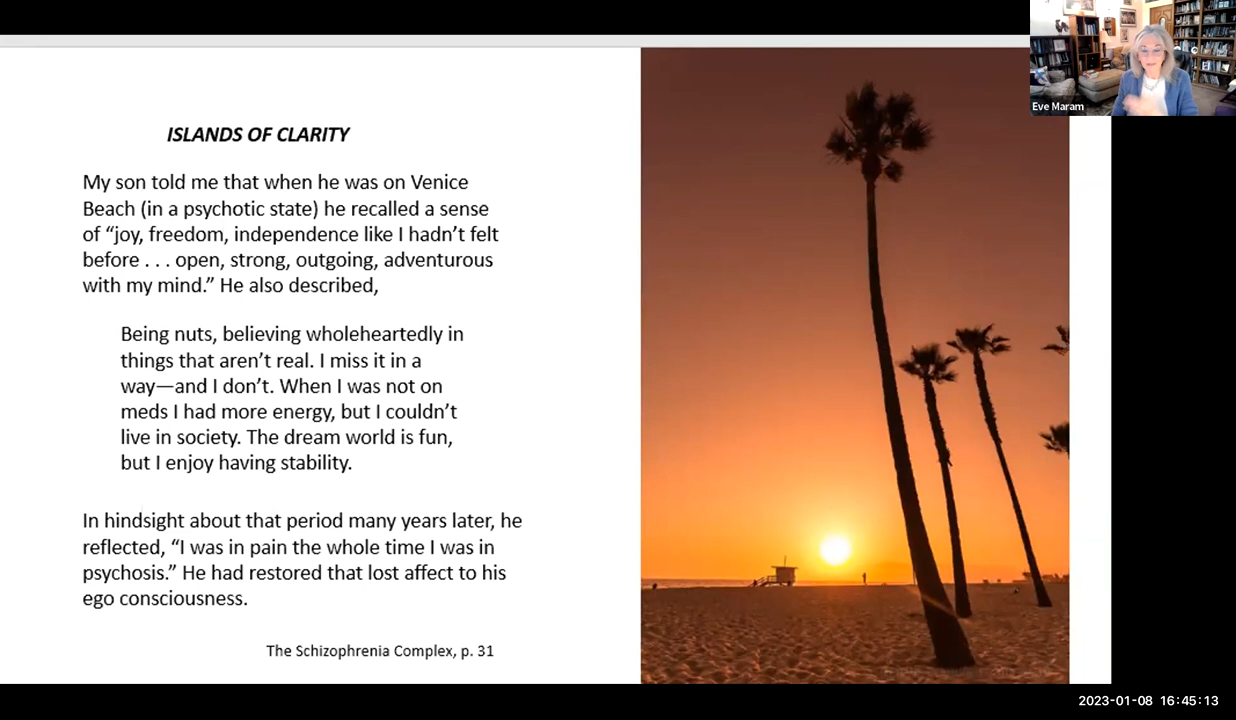 Eve Maram
ISLANDS OF CLARITY
My son told me that when he was on Venice
Beach (in a psychotic state) he recalled a sense
of “joy, freedom, independence like I hadn’t felt
before . . . open, strong, outgoing, adventurous
with my mind.” He also described,
Being nuts, believing wholeheartedly in
things that aren’t real. I miss it in a
way—and I don’t. When I was not on
meds I had more energy, but I couldn’t
live in society. The dream world is fun,
but I enjoy having stability.
In hindsight about that period many years later, he
reflected, “I was in pain the whole time I was in
psychosis.” He had restored that lost affect to his
ego consciousness.
The Schizophrenia Complex, p. 31
2023-01-08 16:45:13